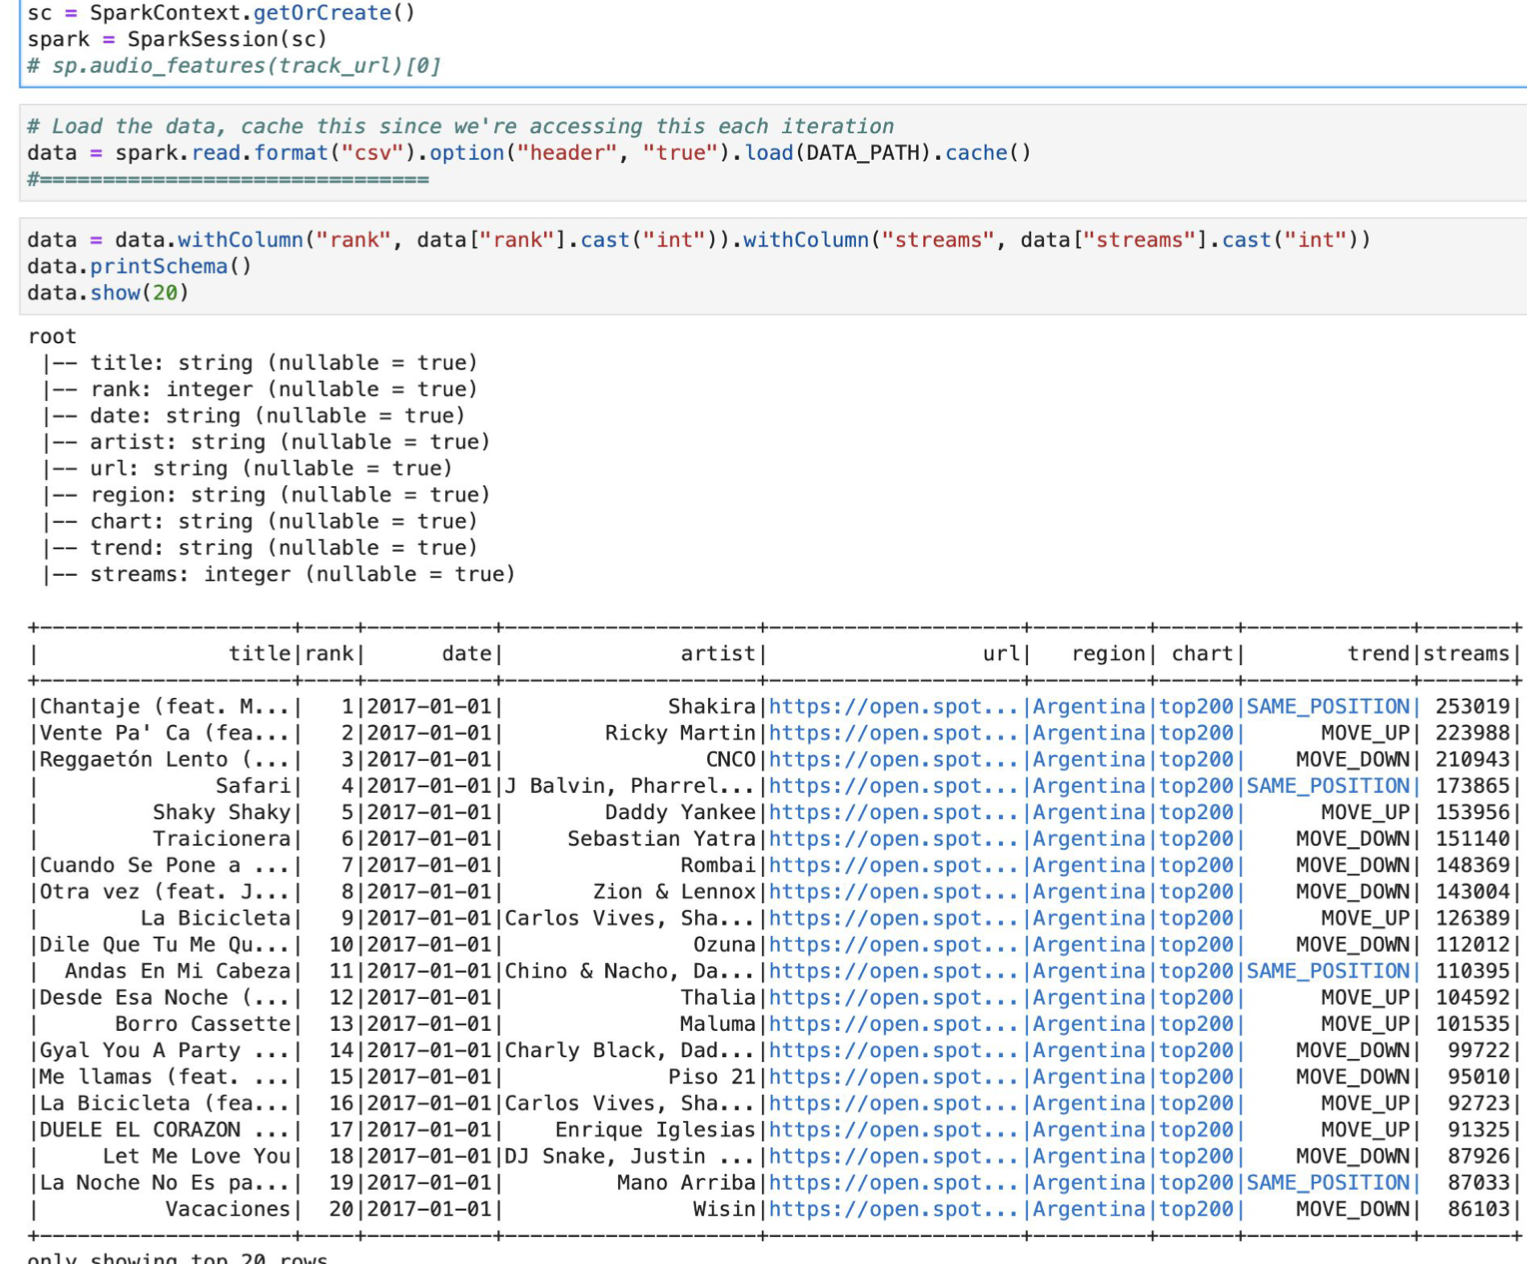 sc = SparkContext.getOrCreate()
spark = SparkSession(sc)
# sp.audio_features(track_url)[0]
# Load the data, cache this since we're accessing this each iteration
data = spark.read.format("csv").option("header", "true").load(DATA_PATH).cache()
#===============================
data = data.withColumn("rank", data["rank"].cast("int")).withColumn("streams", data["streams"].cast("int"))
data.printSchema()
data.show(20)
root
 |-- title: string (nullable = true)
 |-- rank: integer (nullable = true)
 |-- date: string (nullable = true)
 |-- artist: string (nullable = true)
 |-- url: string (nullable = true)
 |-- region: string (nullable = true)
 |-- chart: string (nullable = true)
 |-- trend: string (nullable = true)
 |-- streams: integer (nullable = true)
+--------------------+----+----------+--------------------+--------------------+---------+------+-------------+-------+
|               title|rank|      date|              artist|                 url|   region| chart|        trend|streams|
+--------------------+----+----------+--------------------+--------------------+---------+------+-------------+-------+
|Chantaje (feat. M...|   1|2017-01-01|             Shakira|https://open.spot...|Argentina|top200|SAME_POSITION| 253019|
|Vente Pa' Ca (fea...|   2|2017-01-01|        Ricky Martin|https://open.spot...|Argentina|top200|      MOVE_UP| 223988|
|Reggaetón Lento (...|   3|2017-01-01|                CNCO|https://open.spot...|Argentina|top200|    MOVE_DOWN| 210943|
|              Safari|   4|2017-01-01|J Balvin, Pharrel...|https://open.spot...|Argentina|top200|SAME_POSITION| 173865|
|         Shaky Shaky|   5|2017-01-01|        Daddy Yankee|https://open.spot...|Argentina|top200|      MOVE_UP| 153956|
|         Traicionera|   6|2017-01-01|     Sebastian Yatra|https://open.spot...|Argentina|top200|    MOVE_DOWN| 151140|
|Cuando Se Pone a ...|   7|2017-01-01|              Rombai|https://open.spot...|Argentina|top200|    MOVE_DOWN| 148369|
|Otra vez (feat. J...|   8|2017-01-01|       Zion & Lennox|https://open.spot...|Argentina|top200|    MOVE_DOWN| 143004|
|        La Bicicleta|   9|2017-01-01|Carlos Vives, Sha...|https://open.spot...|Argentina|top200|      MOVE_UP| 126389|
|Dile Que Tu Me Qu...|  10|2017-01-01|               Ozuna|https://open.spot...|Argentina|top200|    MOVE_DOWN| 112012|
|  Andas En Mi Cabeza|  11|2017-01-01|Chino & Nacho, Da...|https://open.spot...|Argentina|top200|SAME_POSITION| 110395|
|Desde Esa Noche (...|  12|2017-01-01|              Thalia|https://open.spot...|Argentina|top200|      MOVE_UP| 104592|
|      Borro Cassette|  13|2017-01-01|              Maluma|https://open.spot...|Argentina|top200|      MOVE_UP| 101535|
|Gyal You A Party ...|  14|2017-01-01|Charly Black, Dad...|https://open.spot...|Argentina|top200|    MOVE_DOWN|  99722|
|Me llamas (feat. ...|  15|2017-01-01|             Piso 21|https://open.spot...|Argentina|top200|    MOVE_DOWN|  95010|
|La Bicicleta (fea...|  16|2017-01-01|Carlos Vives, Sha...|https://open.spot...|Argentina|top200|      MOVE_UP|  92723|
|DUELE EL CORAZON ...|  17|2017-01-01|    Enrique Iglesias|https://open.spot...|Argentina|top200|      MOVE_UP|  91325|
|     Let Me Love You|  18|2017-01-01|DJ Snake, Justin ...|https://open.spot...|Argentina|top200|    MOVE_DOWN|  87926|
|La Noche No Es pa...|  19|2017-01-01|         Mano Arriba|https://open.spot...|Argentina|top200|SAME_POSITION|  87033|
|          Vacaciones|  20|2017-01-01|               Wisin|https://open.spot...|Argentina|top200|    MOVE_DOWN|  86103|
+--------------------+----+----------+--------------------+--------------------+---------+------+-------------+-------+
only showing top 20 rows